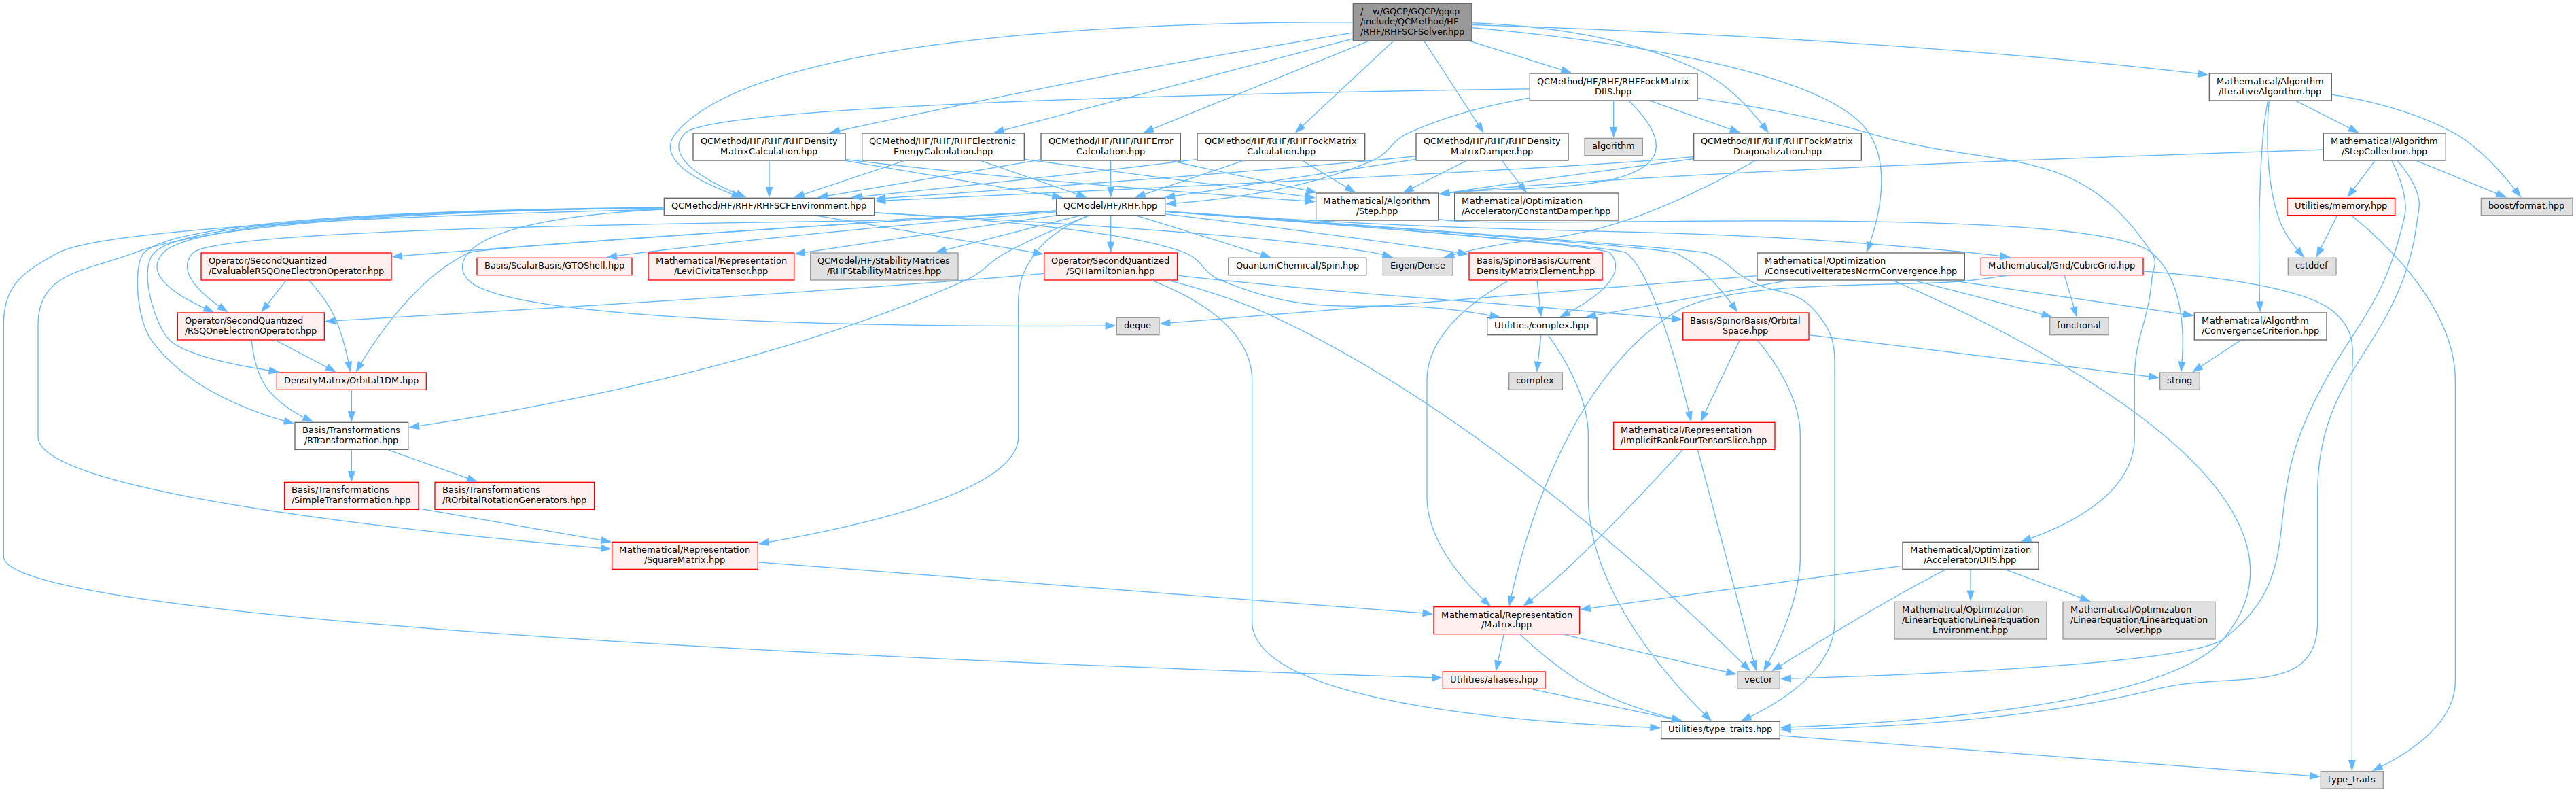 /__w/GQCP/GQCP/gqcp
/include/QCMethod/HF
/RHF/RHFSCFSolver.hpp
QCMethod/HF/RHF/RHFFockMatrix
DIIS.hpp
Mathematical/Algorithm
/IterativeAlgorithm.hpp
QCMethod/HF/RHF/RHFDensity
MatrixCalculation.hpp
QCMethod/HF/RHF/RHFElectronic
EnergyCalculation.hpp
QCMethod/HF/RHF/RHFError
Calculation.hpp
QCMethod/HF/RHF/RHFFockMatrix
Calculation.hpp
QCMethod/HF/RHF/RHFDensity
MatrixDamper.hpp
algorithm
QCMethod/HF/RHF/RHFFockMatrix
Diagonalization.hpp
Mathematical/Algorithm
/StepCollection.hpp
QCMethod/HF/RHF/RHFSCFEnvironment.hpp
QCModel/HF/RHF.hpp
Mathematical/Algorithm
/Step.hpp
Mathematical/Optimization
/Accelerator/ConstantDamper.hpp
Utilities/memory.hpp
boost/format.hpp
Operator/SecondQuantized
/EvaluableRSQOneElectronOperator.hpp
Basis/ScalarBasis/GTOShell.hpp
Mathematical/Representation
/LeviCivitaTensor.hpp
QCModel/HF/StabilityMatrices
/RHFStabilityMatrices.hpp
Operator/SecondQuantized
/SQHamiltonian.hpp
QuantumChemical/Spin.hpp
Eigen/Dense
Basis/SpinorBasis/Current
DensityMatrixElement.hpp
Mathematical/Optimization
/ConsecutiveIteratesNormConvergence.hpp
Mathematical/Grid/CubicGrid.hpp
cstddef
Operator/SecondQuantized
/RSQOneElectronOperator.hpp
deque
Utilities/complex.hpp
Basis/SpinorBasis/Orbital
Space.hpp
functional
Mathematical/Algorithm
/ConvergenceCriterion.hpp
DensityMatrix/Orbital1DM.hpp
complex
string
Basis/Transformations
/RTransformation.hpp
Mathematical/Representation
/ImplicitRankFourTensorSlice.hpp
Basis/Transformations
/SimpleTransformation.hpp
Basis/Transformations
/ROrbitalRotationGenerators.hpp
Mathematical/Representation
/SquareMatrix.hpp
Mathematical/Optimization
/Accelerator/DIIS.hpp
Mathematical/Representation
/Matrix.hpp
Mathematical/Optimization
/LinearEquation/LinearEquation
Environment.hpp
Mathematical/Optimization
/LinearEquation/LinearEquation
Solver.hpp
Utilities/aliases.hpp
vector
Utilities/type_traits.hpp
type_traits